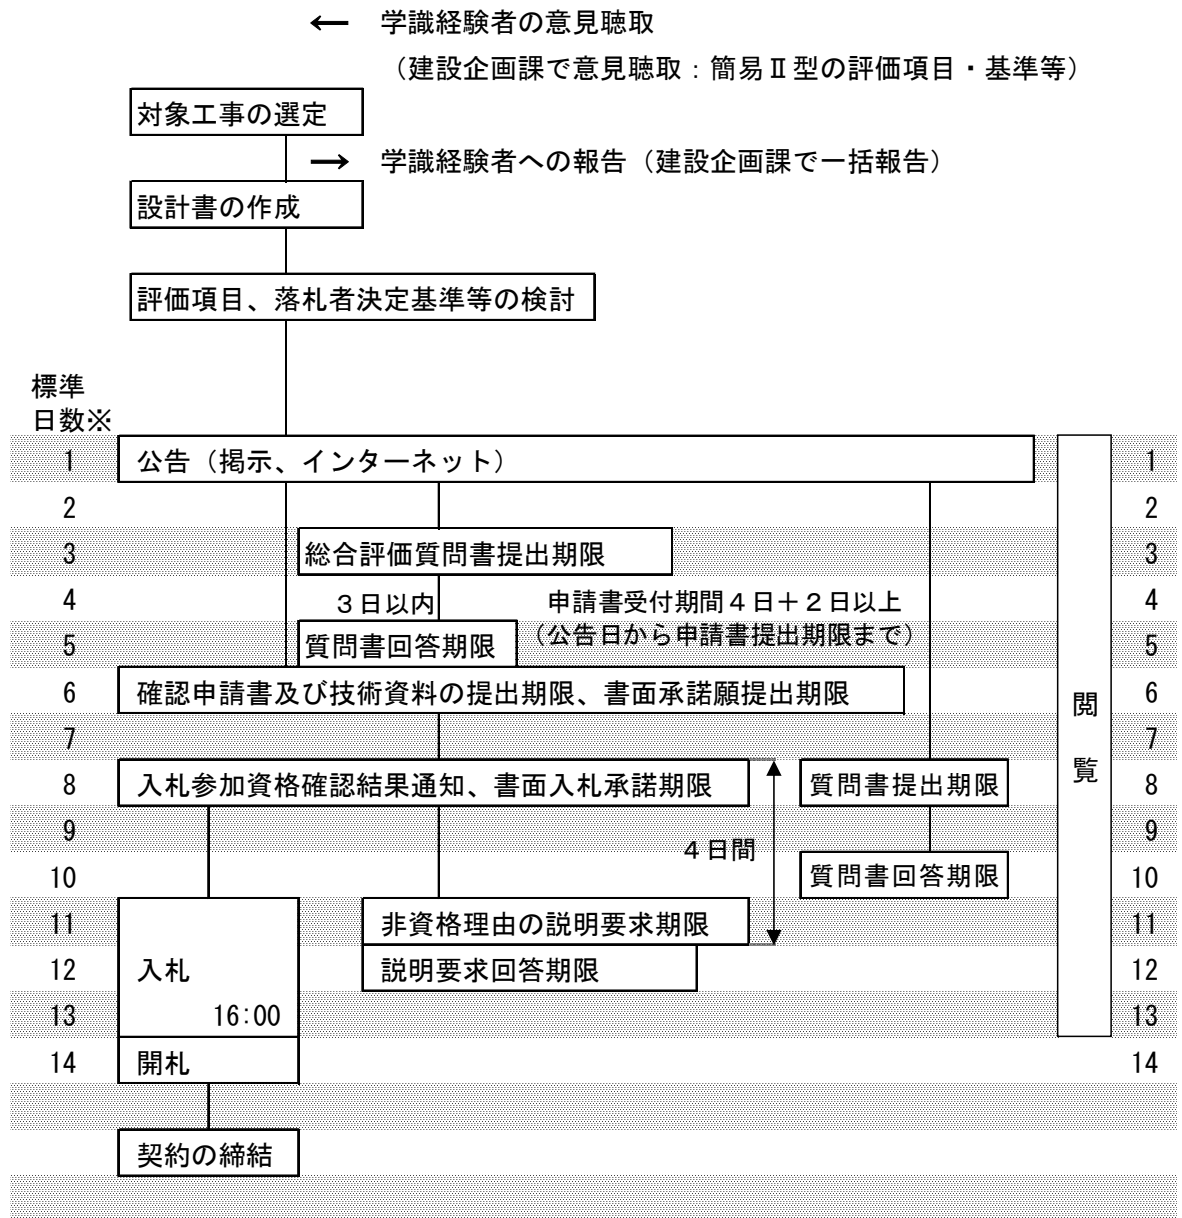 ← 学識経験者の意見聴取
（建設企画課で意見聴取：簡易Ⅱ型の評価項目・基準等）
対象工事の選定
→ 学識経験者への報告（建設企画課で一括報告）
設計書の作成
評価項目、落札者決定基準等の検討
標準
日数※
1 公告（掲示、インターネット） 1
2 2
3 総合評価質問書提出期限 3
4 ３日以内 申請書受付期間４日＋２日以上 4
5 質問書回答期限 （公告日から申請書提出期限まで） 5
6 確認申請書及び技術資料の提出期限、書面承諾願提出期限 6
閲
7 7
覧
8 入札参加資格確認結果通知、書面入札承諾期限 質問書提出期限 8
9 9
４日間
10 質問書回答期限 10
11 非資格理由の説明要求期限 11
12 入札 説明要求回答期限 12
13 16:00 13
14 開札 14
契約の締結